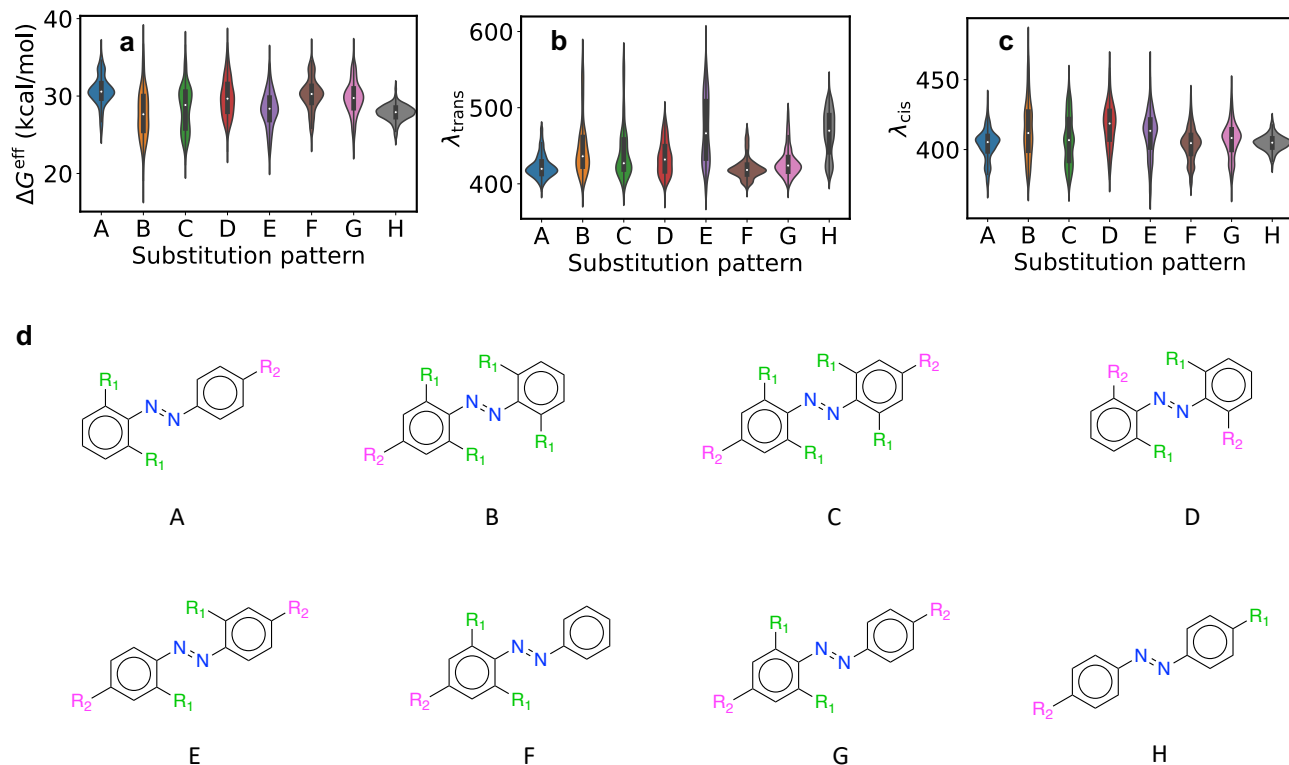 a
ΔG^eff (kcal/mol)
40
30
20
A B C D E F G H
Substitution pattern
b
λ_trans
600
500
400
A B C D E F G H
Substitution pattern
c
λ_cis
450
400
A B C D E F G H
Substitution pattern
d
R₁ N N R₁ R₂
A
R₁ R₂ N N R₁ R₁ R₁
B
R₁ R₂ N N R₁ R₁ R₁ R₂
C
R₂ R₁ N N R₁ R₂
D
R₂ R₁ N N R₁ R₂
E
R₁ R₂ N N R₁
F
R₁ R₂ N N R₁ R₂
G
R₂ N N R₁
H